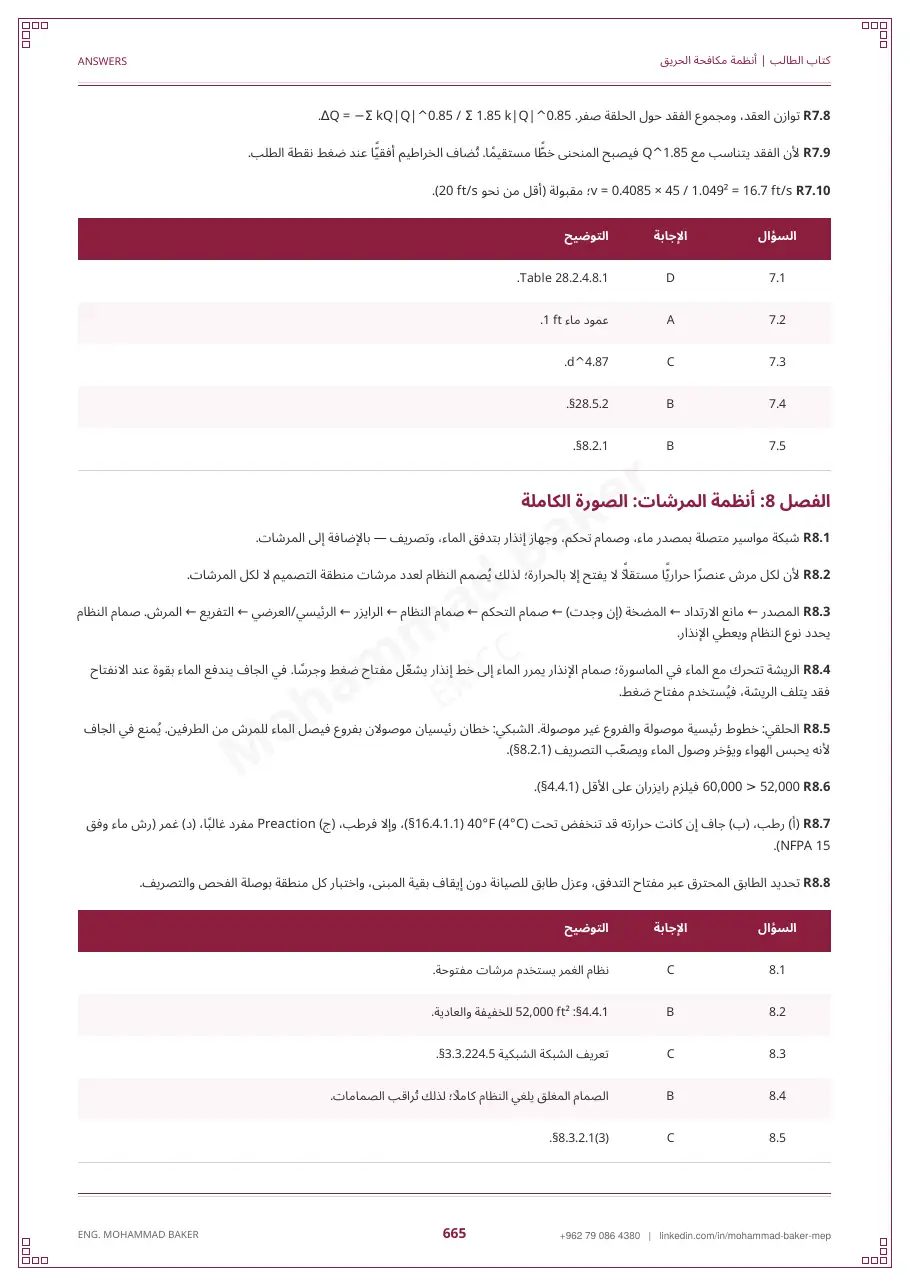 كتاب الطالب | أنظمة مكافحة الحريق
ANSWERS
R7.8 توازن العقد، ومجموع الفقد حول الحلقة صفر. ΔQ = −Σ kQ|Q|^0.85 / Σ 1.85 k|Q|^0.85.
R7.9 لأن الفقد يتناسب مع Q^1.85 فيصبح المنحنى خطًّا مستقيمًا. تُضاف الخراطيم أفقيًّا عند ضغط نقطة الطلب.
R7.10 v = 0.4085 × 45 / 1.049² = 16.7 ft/s؛ مقبولة (أقل من نحو 20 ft/s).
السؤال الإجابة التوضيح
7.1 D Table 28.2.4.8.1.
7.2 A عمود ماء 1 ft.
7.3 C d^4.87.
7.4 B §28.5.2.
7.5 B §8.2.1.
الفصل 8: أنظمة المرشات: الصورة الكاملة
R8.1 شبكة مواسير متصلة بمصدر ماء، وصمام تحكم، وجهاز إنذار بتدفق الماء، وتصريف — بالإضافة إلى المرشات.
R8.2 لأن لكل مرش عنصرًا حراريًّا مستقلًّا لا يفتح إلا بالحرارة؛ لذلك يُصمم النظام لعدد مرشات منطقة التصميم لا لكل المرشات.
R8.3 المصدر ← مانع الارتداد ← المضخة (إن وجدت) ← صمام التحكم ← صمام النظام ← الرايزر ← الرئيسي/العرضي ← التفريع ← المرش. صمام النظام
يحدد نوع النظام ويعطي الإنذار.
R8.4 الريشة تتحرك مع الماء في الماسورة؛ صمام الإنذار يمرر الماء إلى خط إنذار يشغّل مفتاح ضغط وجرسًا. في الجاف يندفع الماء بقوة عند الانفتاح
فقد يتلف الريشة، فيُستخدم مفتاح ضغط.
R8.5 الحلقي: خطوط رئيسية موصولة والفروع غير موصولة. الشبكي: خطان رئيسيان موصولان بفروع فيصل الماء للمرش من الطرفين. يُمنع في الجاف
لأنه يحبس الهواء ويؤخر وصول الماء ويصعّب التصريف (§8.2.1).
R8.6 60,000 > 52,000 فيلزم رايزران على الأقل (§4.4.1).
R8.7 (أ) رطب، (ب) جاف إن كانت حرارته قد تنخفض تحت 40°F (4°C) (§16.4.1.1)، وإلا فرطب، (ج) Preaction مفرد غالبًا، (د) غمر (رش ماء وفق
NFPA 15).
R8.8 تحديد الطابق المحترق عبر مفتاح التدفق، وعزل طابق للصيانة دون إيقاف بقية المبنى، واختبار كل منطقة بوصلة الفحص والتصريف.
السؤال الإجابة التوضيح
8.1 C نظام الغمر يستخدم مرشات مفتوحة.
8.2 B §4.4.1: 52,000 ft² للخفيفة والعادية.
8.3 C تعريف الشبكة الشبكية §3.3.224.5.
8.4 B الصمام المغلق يلغي النظام كاملًا؛ لذلك تُراقب الصمامات.
8.5 C §8.3.2.1(3).
Mohammad baker
ENGC
ENG. MOHAMMAD BAKER
665
+962 79 086 4380 | linkedin.com/in/mohammad-baker-mep